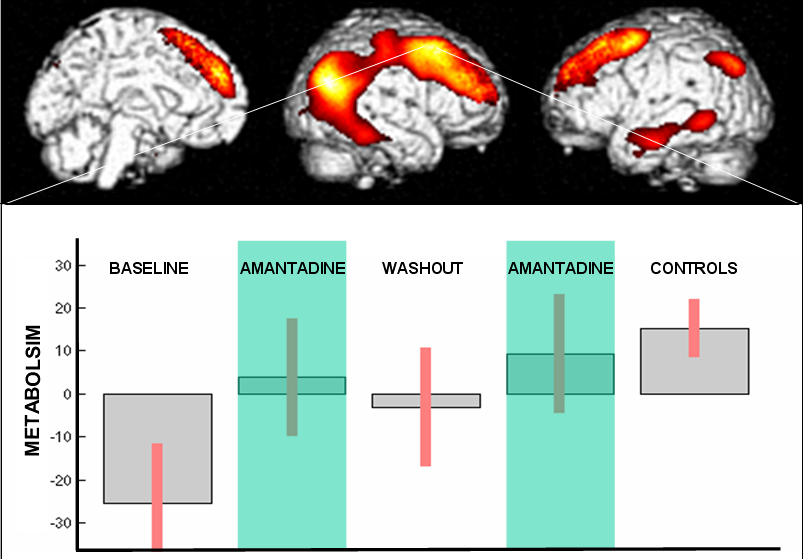 BASELINE
AMANTADINE
WASHOUT
AMANTADINE
CONTROLS
METABOLSIM
30
20
10
0
-10
-20
-30